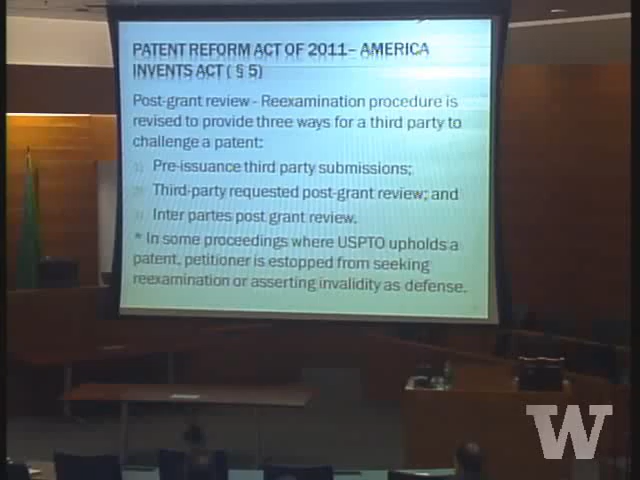 PATENT REFORM ACT OF 2011– AMERICA
INVENTS ACT ( § 5)
Post-grant review - Reexamination procedure is
revised to provide three ways for a third party to
challenge a patent:
1) Pre-issuance third party submissions;
2) Third-party requested post-grant review; and
3) Inter partes post grant review.
* In some proceedings where USPTO upholds a
patent, petitioner is estopped from seeking
reexamination or asserting invalidity as defense.
W